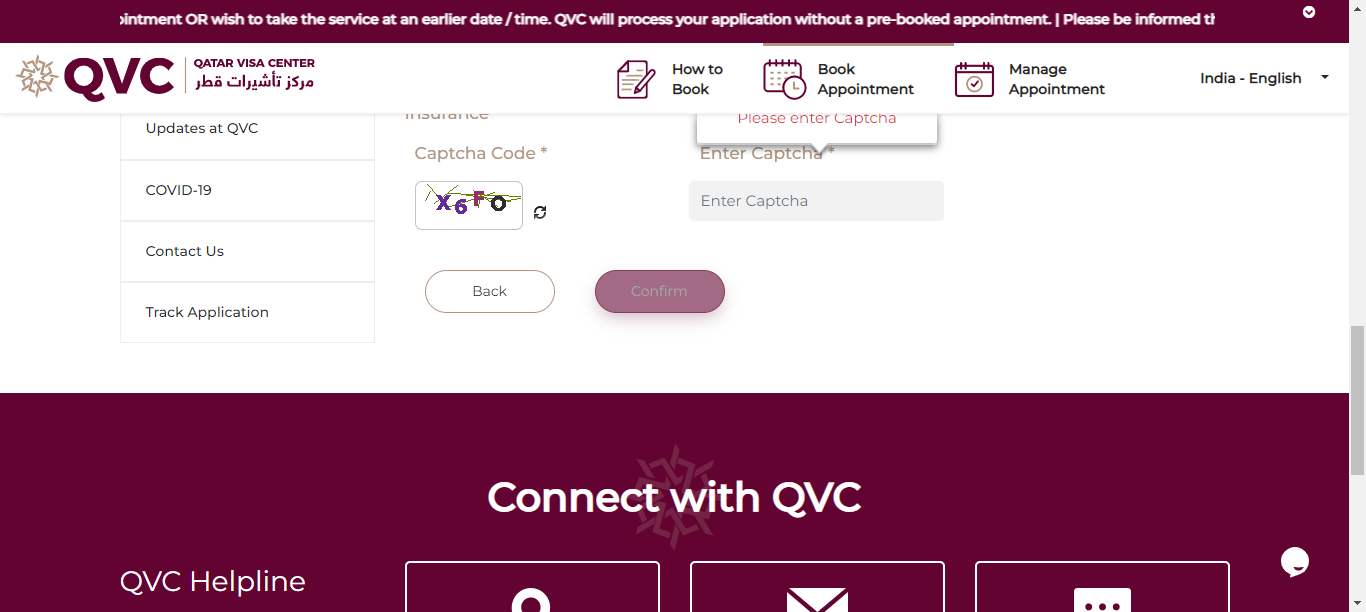 ointment OR wish to take the service at an earlier date / time. QVC will process your application without a pre-booked appointment. | Please be informed th
QVC QATAR VISA CENTER
مركز تأشيرات قطر
How to
Book
Book
Appointment
Manage
Appointment
India - English
Updates at QVC
COVID-19
Contact Us
Track Application
Insurance
Please enter Captcha
Captcha Code *
Enter Captcha *
X6FO
Enter Captcha
Back
Confirm
Connect with QVC
QVC Helpline